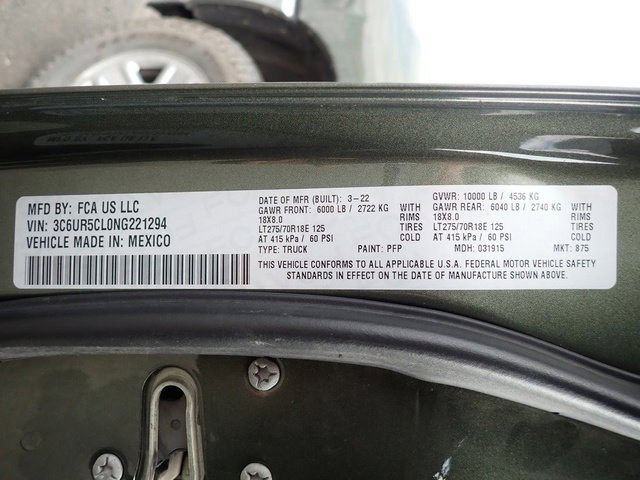 MFD BY: FCA US LLC
VIN: 3C6UR5CL0NG221294
VEHICLE MADE IN: MEXICO
DATE OF MFR (BUILT): 3-22
GAWR FRONT: 6000 LB / 2722 KG WITH
18X8.0 RIMS
LT275/70R18E 125 TIRES
AT 415 kPa / 60 PSI COLD
TYPE: TRUCK PAINT: PFP
GVWR: 10000 LB / 4536 KG
GAWR REAR: 6040 LB / 2740 KG WITH
18X8.0 RIMS
LT275/70R18E 125 TIRES
AT 415 kPa / 60 PSI COLD
MDH: 031915 MKT: 875
THIS VEHICLE CONFORMS TO ALL APPLICABLE U.S.A. FEDERAL MOTOR VEHICLE SAFETY
STANDARDS IN EFFECT ON THE DATE OF MANUFACTURE SHOWN ABOVE.